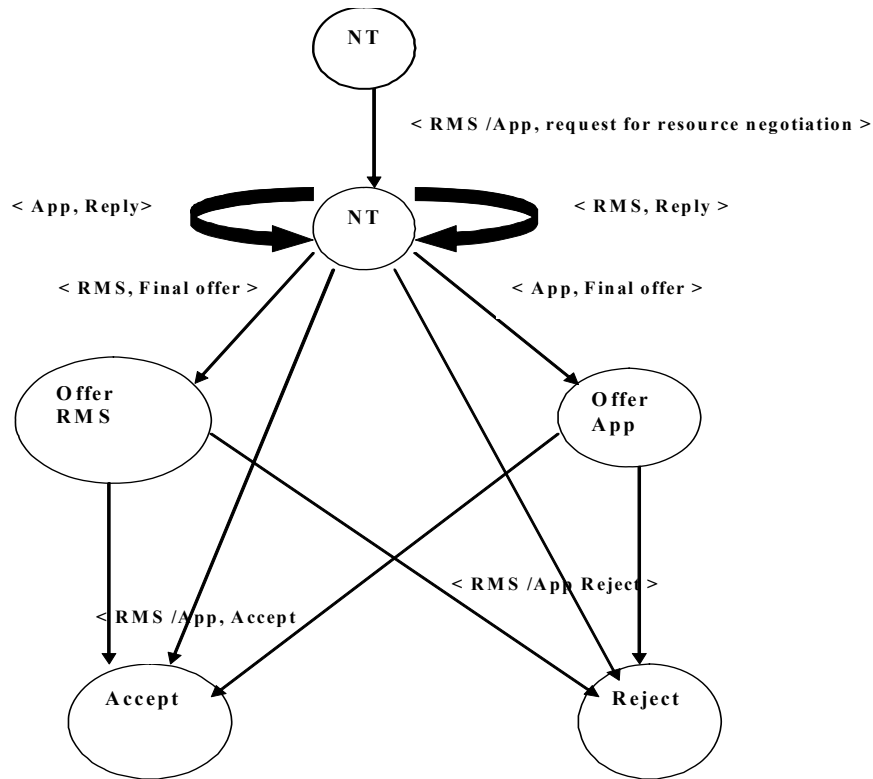 NT
< RMS /App, request for resource negotiation >
< App, Reply>
NT
< RMS, Reply >
< RMS, Final offer >
< App, Final offer >
Offer
RMS
Offer
App
< RMS /App Reject >
< RMS /App, Accept
Accept
Reject